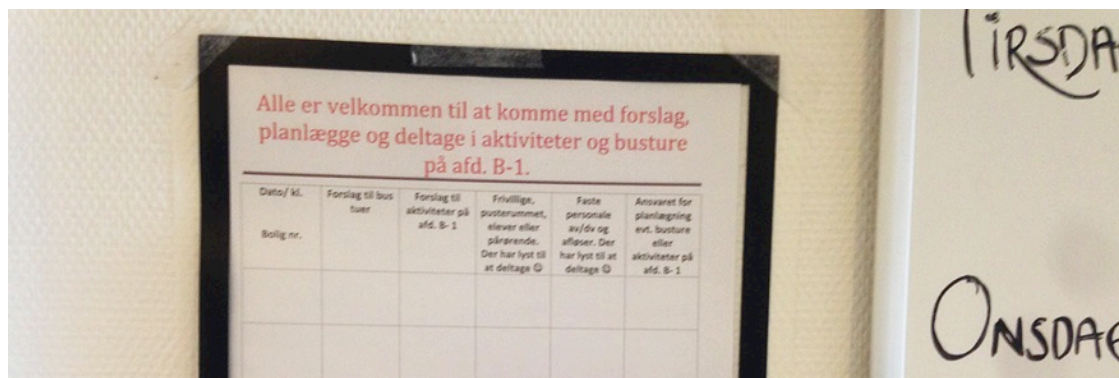 Alle er velkommen til at komme med forslag,
planlægge og deltage i aktiviteter og busture
på afd. B-1.
Dato/ kl.
Bolig nr.
Forslag til bus
tuer
Forslag til
aktiviteter på
afd. B- 1
Frivillige,
pusterummet,
elever eller
pårørende.
Der har lyst til
at deltage ☺
Faste
personale
av/dv og
afløser. Der
har lyst til at
deltage ☺
Ansvaret for
planlægning
evt. busture
eller
aktiviteter på
afd. B- 1
TIRSDA
ONSDAG